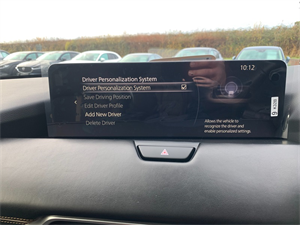 Driver Personalization System
10:12
Driver Personalization System
Save Driving Position
Edit Driver Profile
Add New Driver
Delete Driver
Allows the vehicle to
recognize the driver and
enable personalized settings.